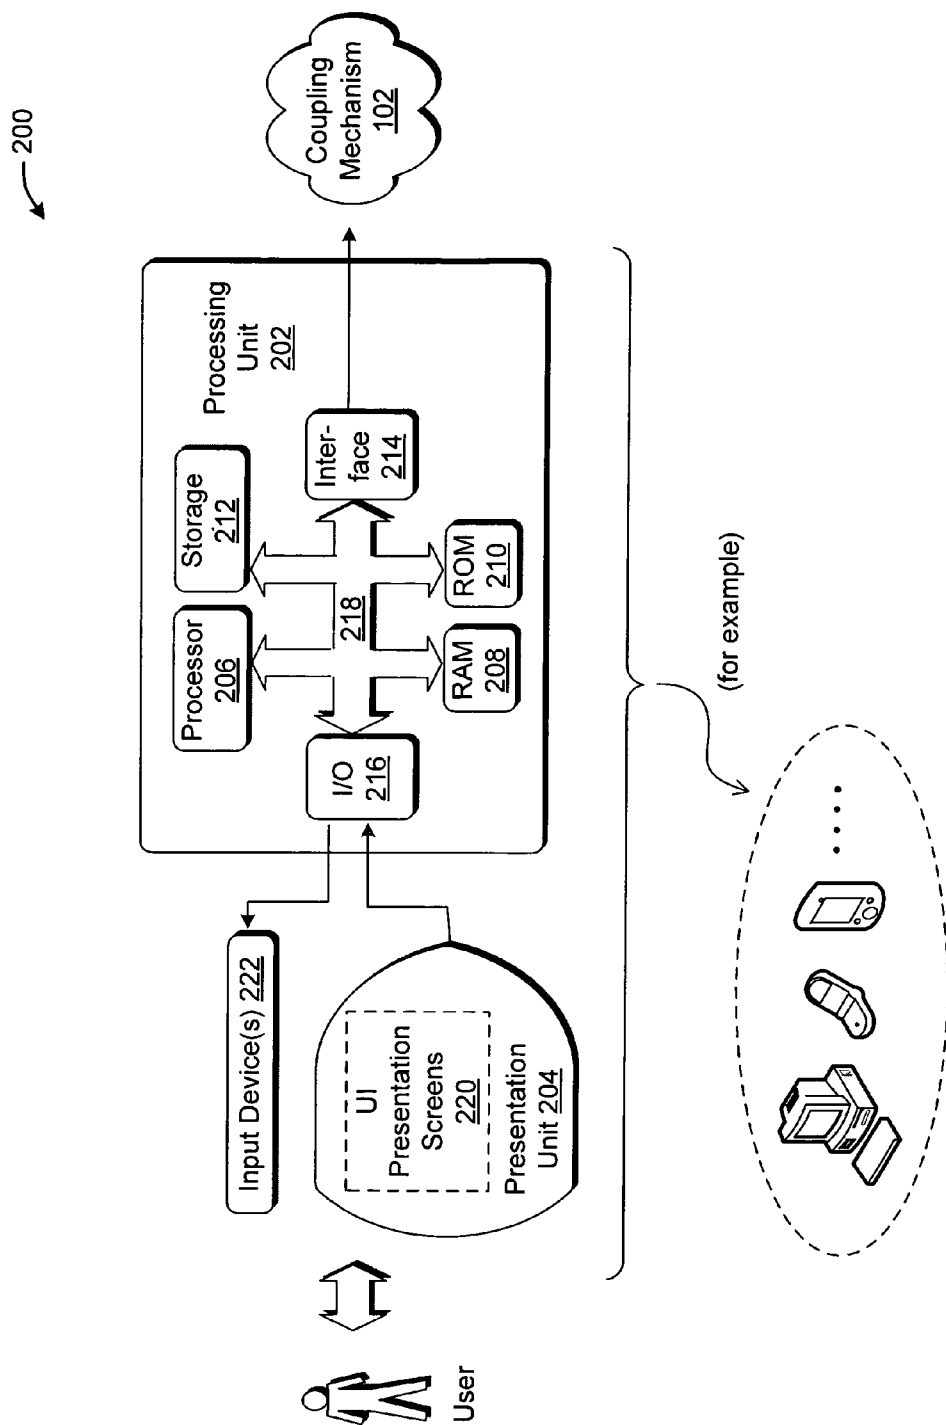 200
Processing
Unit
202
Coupling
Mechanism
102
Storage
212
Processor
206
Inter-
face
214
218
I/O
216
ROM
210
RAM
208
Input Device(s) 222
UI
Presentation
Screens
220
Presentation
Unit 204
User
(for example)